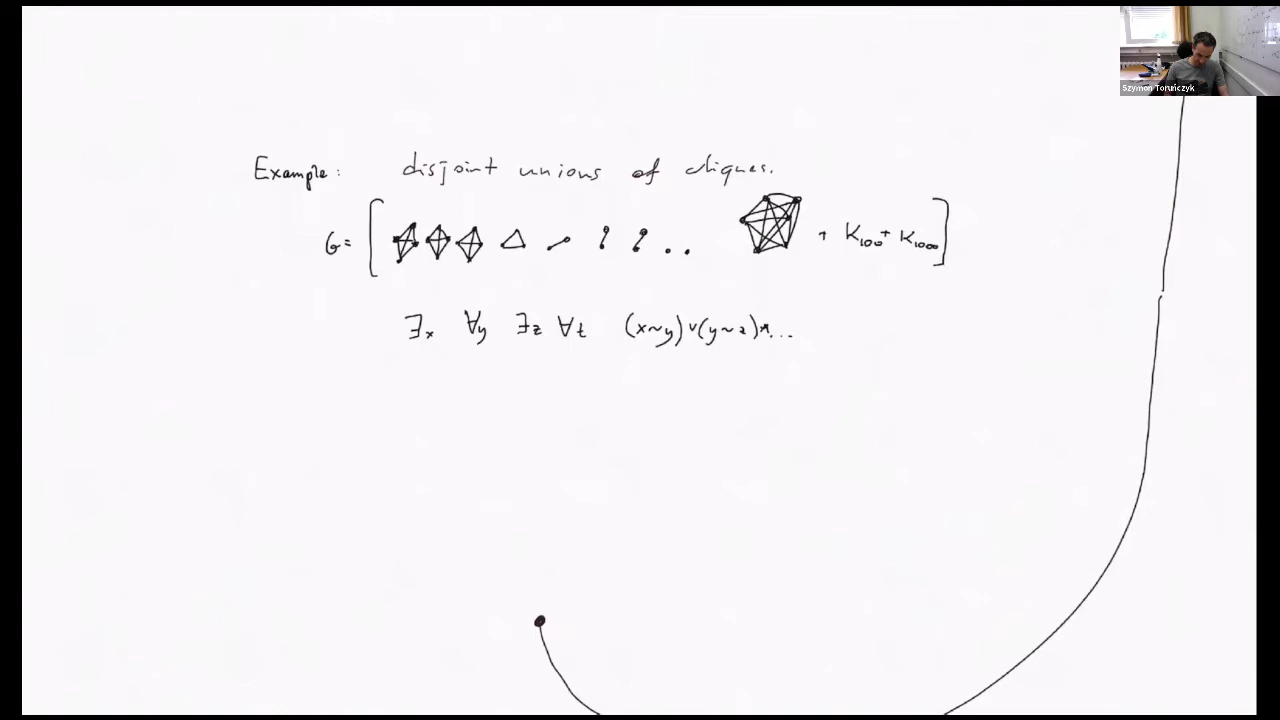 Szymon Toruńczyk
Example: disjoint unions of cliques.
G = [ + K₁₀₀ + K₁₀₀₀ ]
∃x ∀y ∃z ∀t (x~y)∨(y~z)∧...